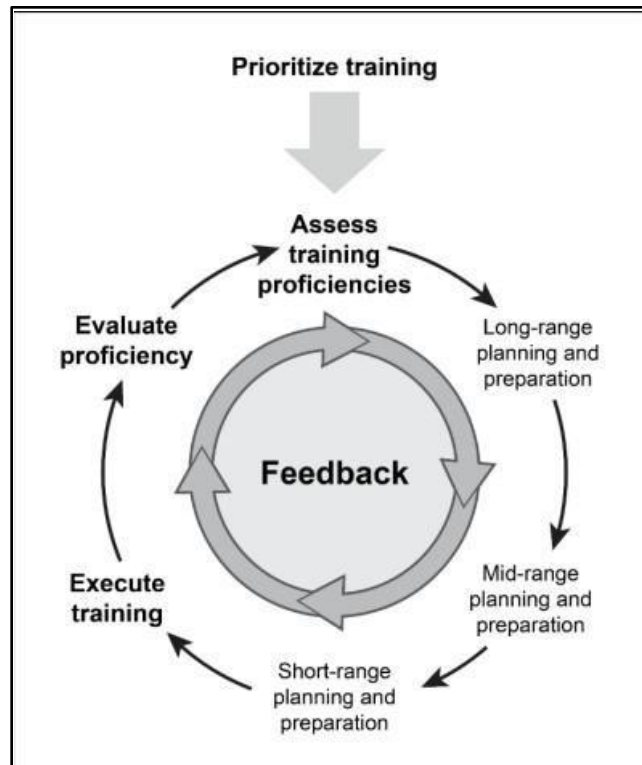 Prioritize training
Assess
training
proficiencies
Long-range
planning and
preparation
Mid-range
planning and
preparation
Short-range
planning and
preparation
Execute
training
Evaluate
proficiency
Feedback